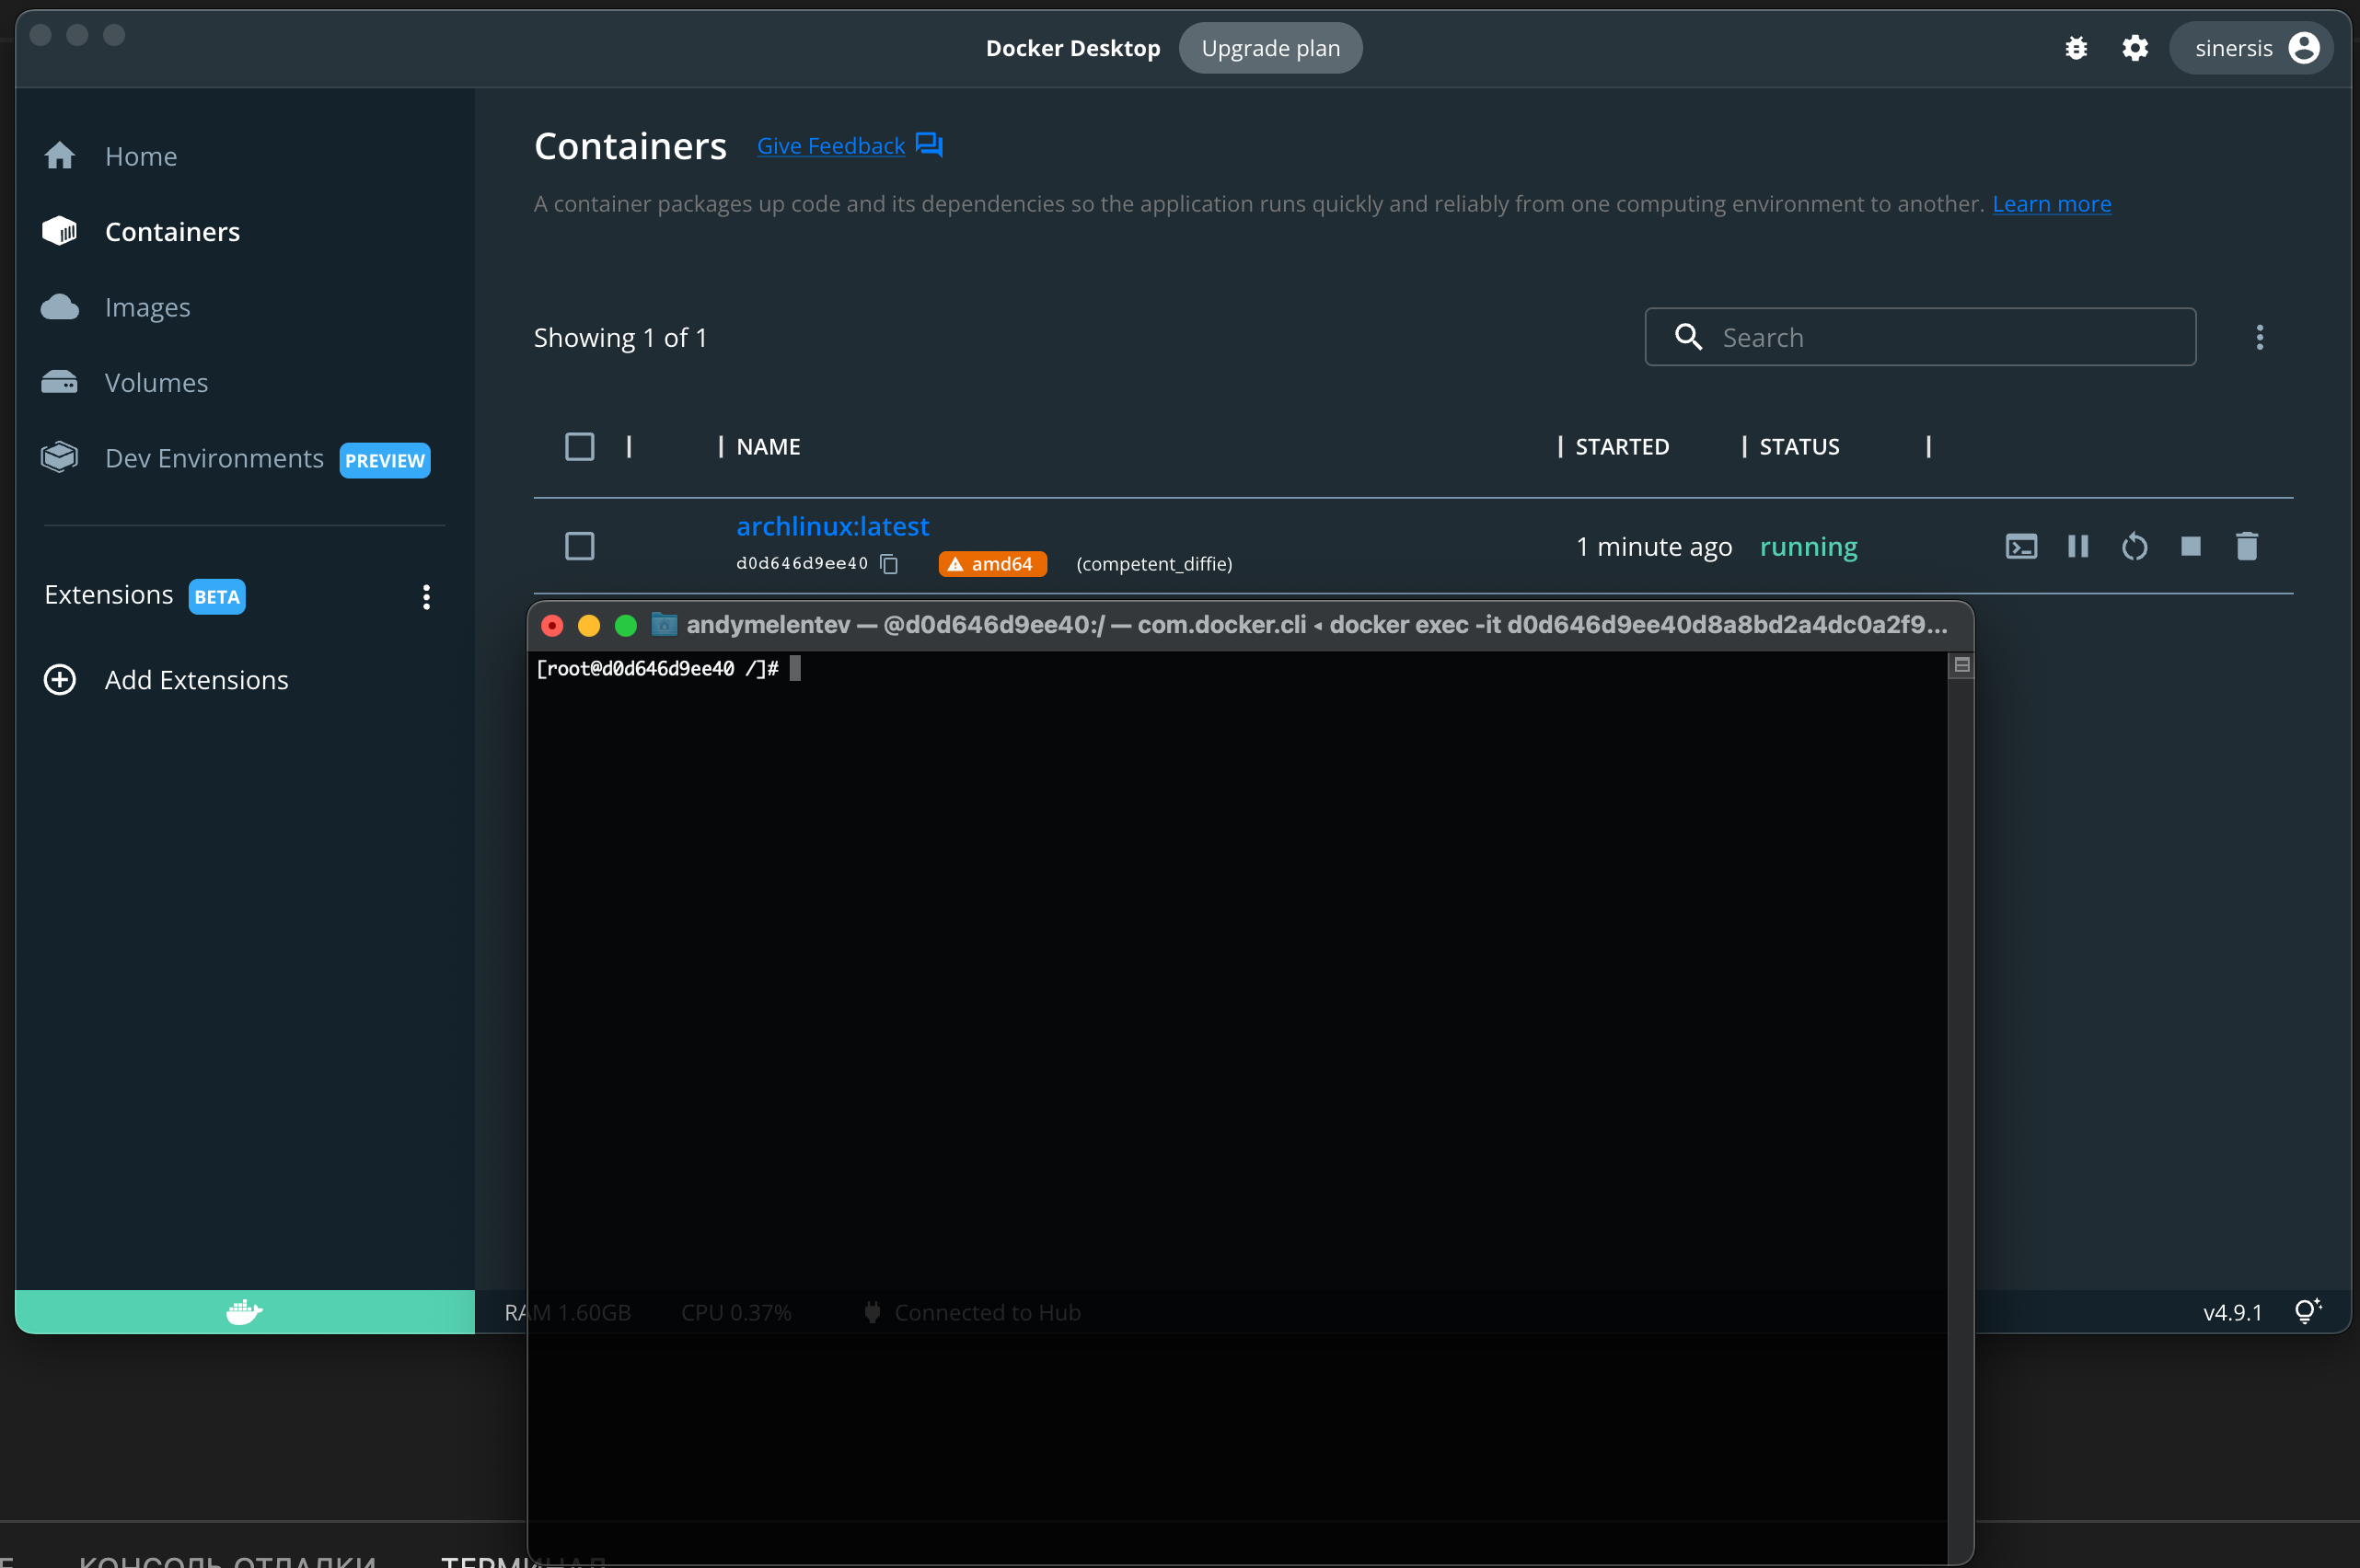 Docker Desktop Upgrade plan sinersis
Home
Containers
Images
Volumes
Dev Environments PREVIEW
Extensions BETA
Add Extensions
Containers Give Feedback
A container packages up code and its dependencies so the application runs quickly and reliably from one computing environment to another. Learn more
Showing 1 of 1 Search
NAME STARTED STATUS
archlinux:latest 1 minute ago running
d0d646d9ee40 amd64 (competent_diffie)
andymelentev — @d0d646d9ee40:/ — com.docker.cli ◂ docker exec -it d0d646d9ee40d8a8bd2a4dc0a2f9...
[root@d0d646d9ee40 /]#
RAM 1.60GB CPU 0.37% Connected to Hub v4.9.1
КОНСОЛЬ ОТЛАДКИ ТЕРМИНАЛ